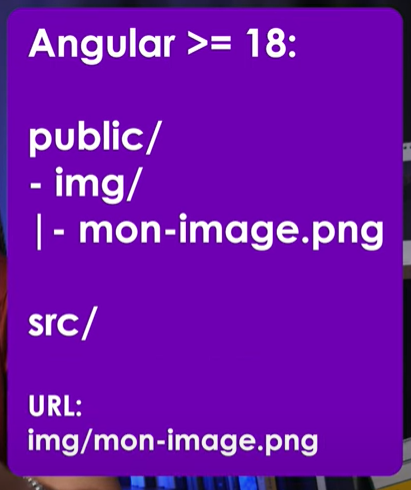 Angular >= 18:
public/
- img/
|- mon-image.png
src/
URL:
img/mon-image.png